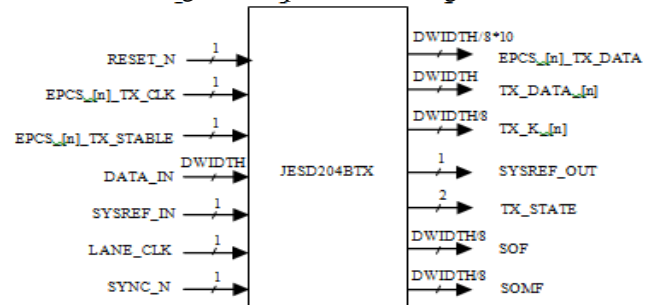 DWIDTH/8*10
1
RESET_N
EPCS_[n]_TX_DATA
1
DWIDTH
EPCS_[n]_TX_CLK
TX_DATA_[n]
1
DWIDTH/8
EPCS_[n]_TX_STABLE
TX_K_[n]
DWIDTH
JESD204BTX
1
DATA_IN
SYSREF_OUT
1
2
SYSREF_IN
TX_STATE
1
DWIDTH/8
LANE_CLK
SOF
1
DWIDTH/8
SYNC_N
SOMF